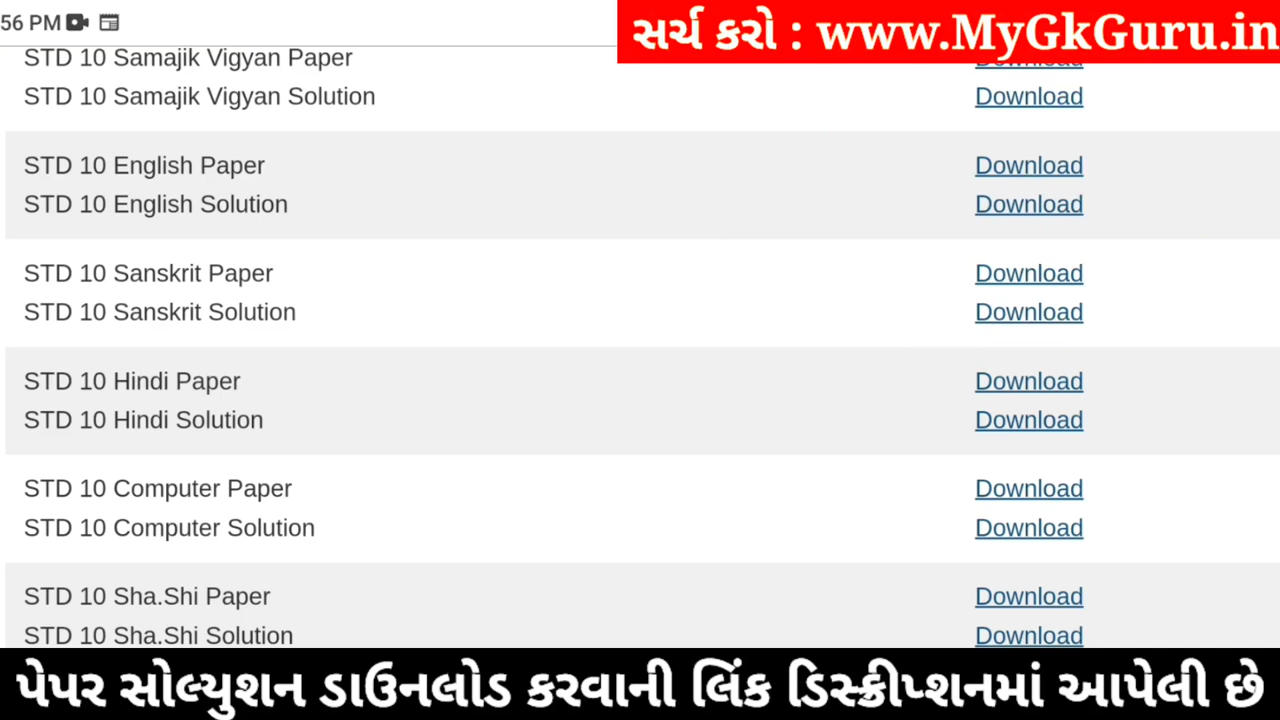 56 PM
સર્ચ કરો : www.MyGkGuru.in
STD 10 Samajik Vigyan Paper Download
STD 10 Samajik Vigyan Solution Download
STD 10 English Paper Download
STD 10 English Solution Download
STD 10 Sanskrit Paper Download
STD 10 Sanskrit Solution Download
STD 10 Hindi Paper Download
STD 10 Hindi Solution Download
STD 10 Computer Paper Download
STD 10 Computer Solution Download
STD 10 Sha.Shi Paper Download
STD 10 Sha.Shi Solution Download
પેપર સોલ્યુશન ડાઉનલોડ કરવાની લિંક ડિસ્ક્રીપ્શનમાં આપેલી છે